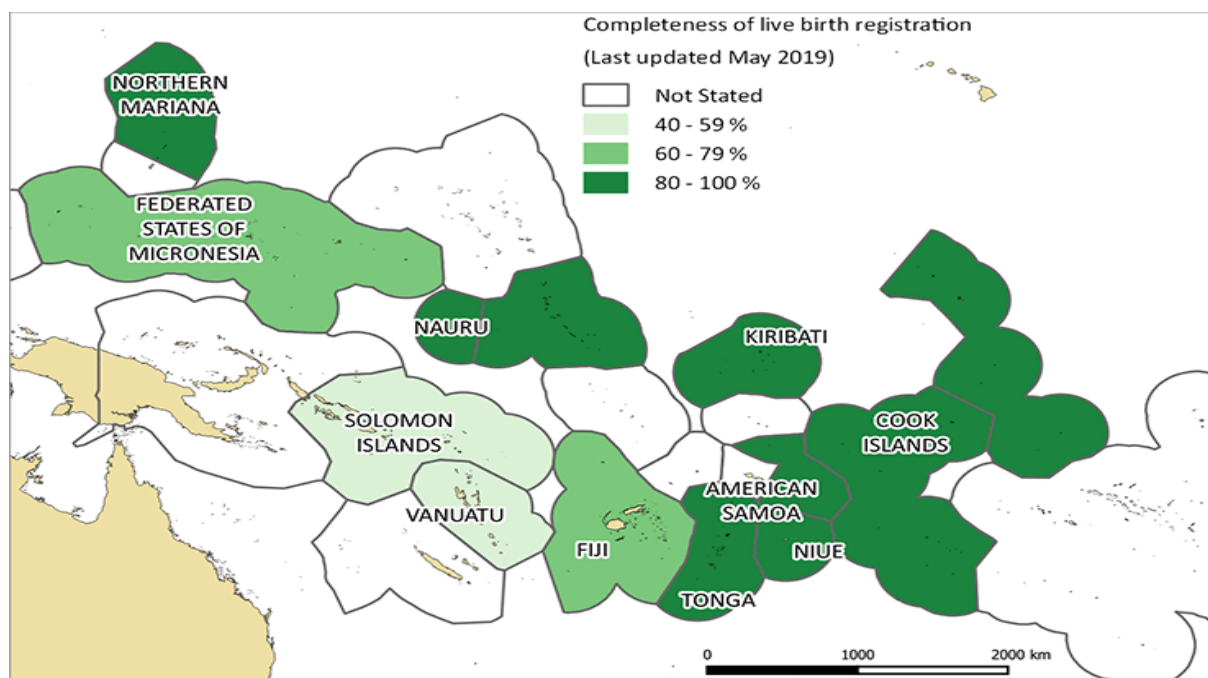 Completeness of live birth registration
(Last updated May 2019)
Not Stated
40 - 59 %
60 - 79 %
80 - 100 %
NORTHERN
MARIANA
FEDERATED
STATES OF
MICRONESIA
NAURU
KIRIBATI
SOLOMON
ISLANDS
COOK
ISLANDS
VANUATU
AMERICAN
SAMOA
FIJI
NIUE
TONGA
0 1000 2000 km